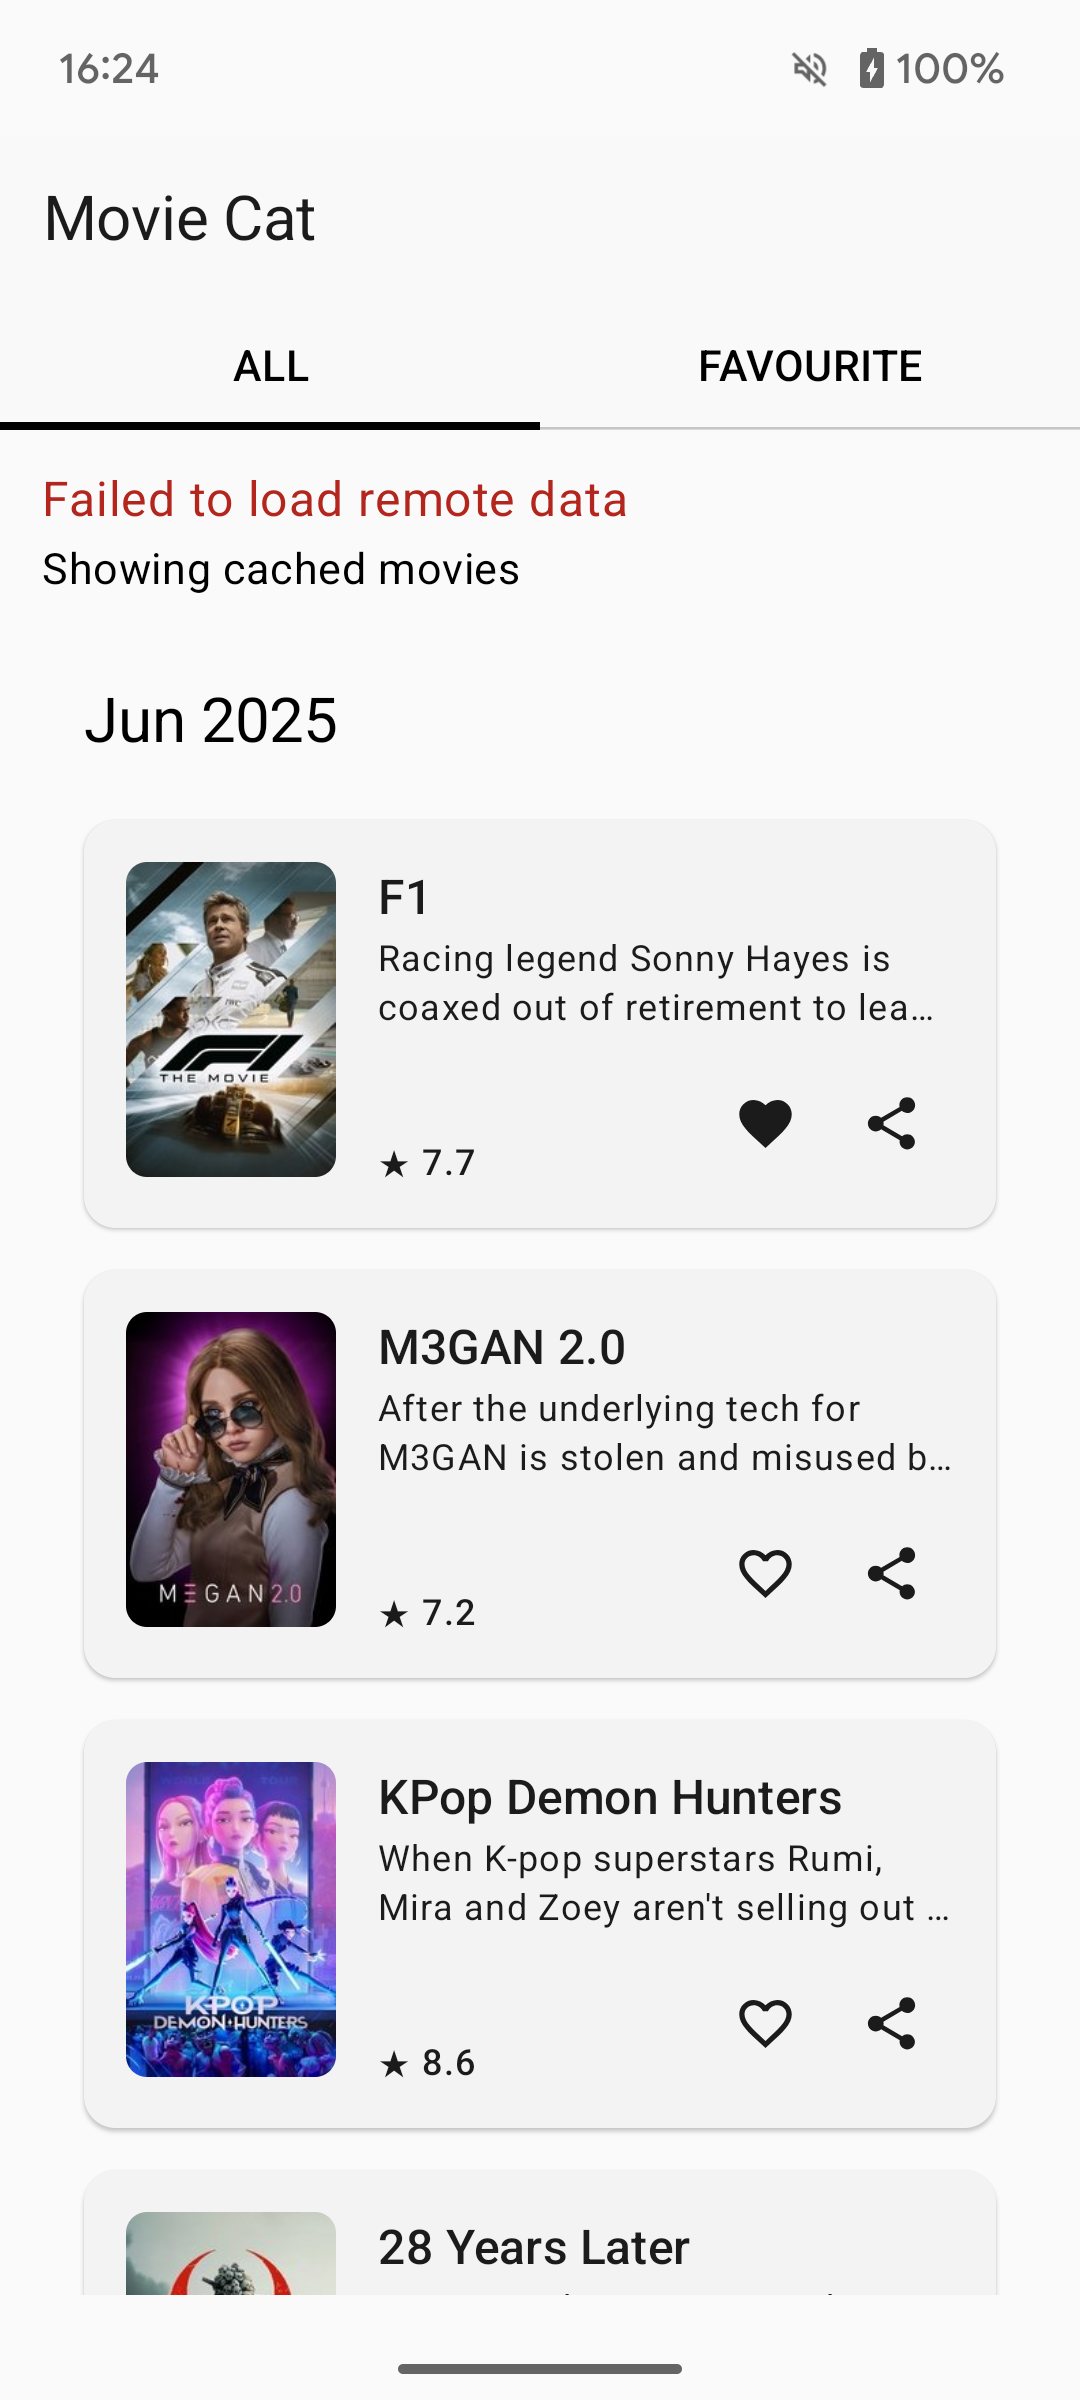 16:24
100%
Movie Cat
ALL
FAVOURITE
Failed to load remote data
Showing cached movies
Jun 2025
THE MOVIE
F1
Racing legend Sonny Hayes is
coaxed out of retirement to lea…
★ 7.7
M3GAN 2.0
M3GAN 2.0
After the underlying tech for
M3GAN is stolen and misused b…
★ 7.2
WORLD TOUR
KPOP
DEMON HUNTERS
KPop Demon Hunters
When K-pop superstars Rumi,
Mira and Zoey aren't selling out …
★ 8.6
28 Years Later